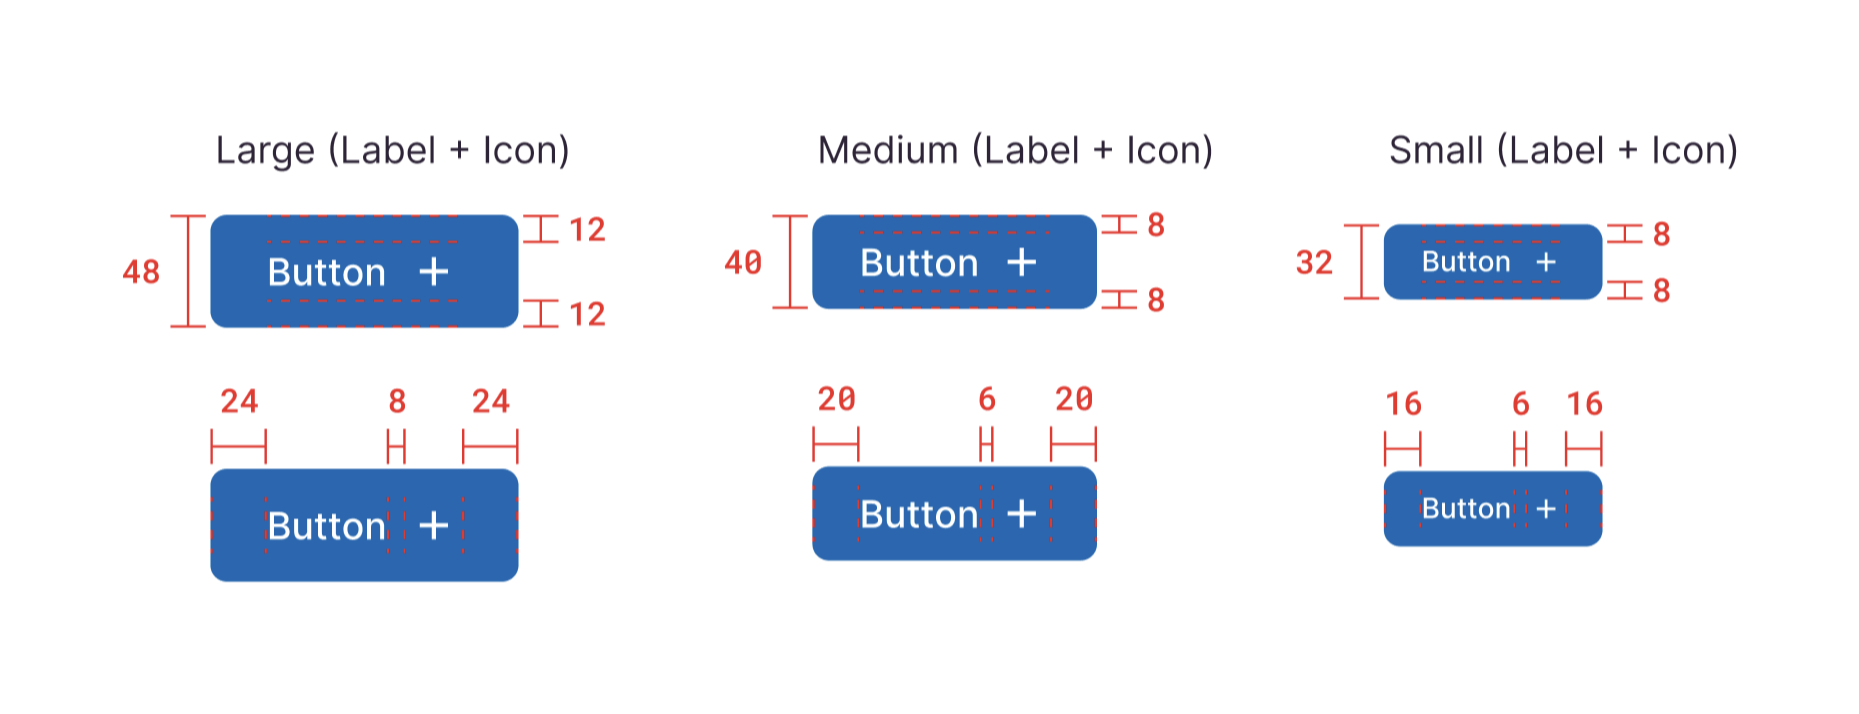 Large (Label + Icon)
12
48
Button
12
24 8 24
Button
Medium (Label + Icon)
8
40
Button
8
20 6 20
Button
Small (Label + Icon)
8
32
Button
8
16 6 16
Button